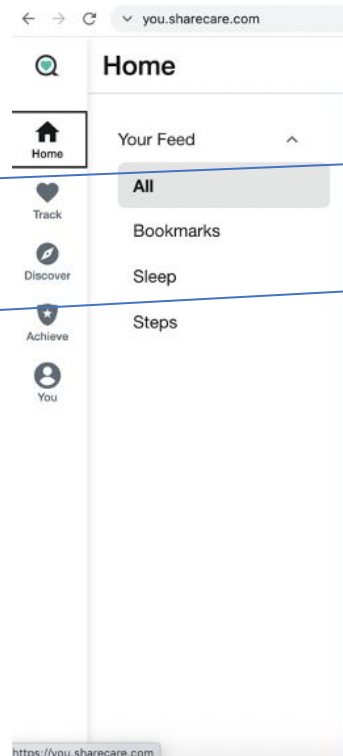 you.sharecare.com
Home
Home
Your Feed
All
Track
Bookmarks
Discover
Sleep
Achieve
Steps
You
https://you.sharecare.com